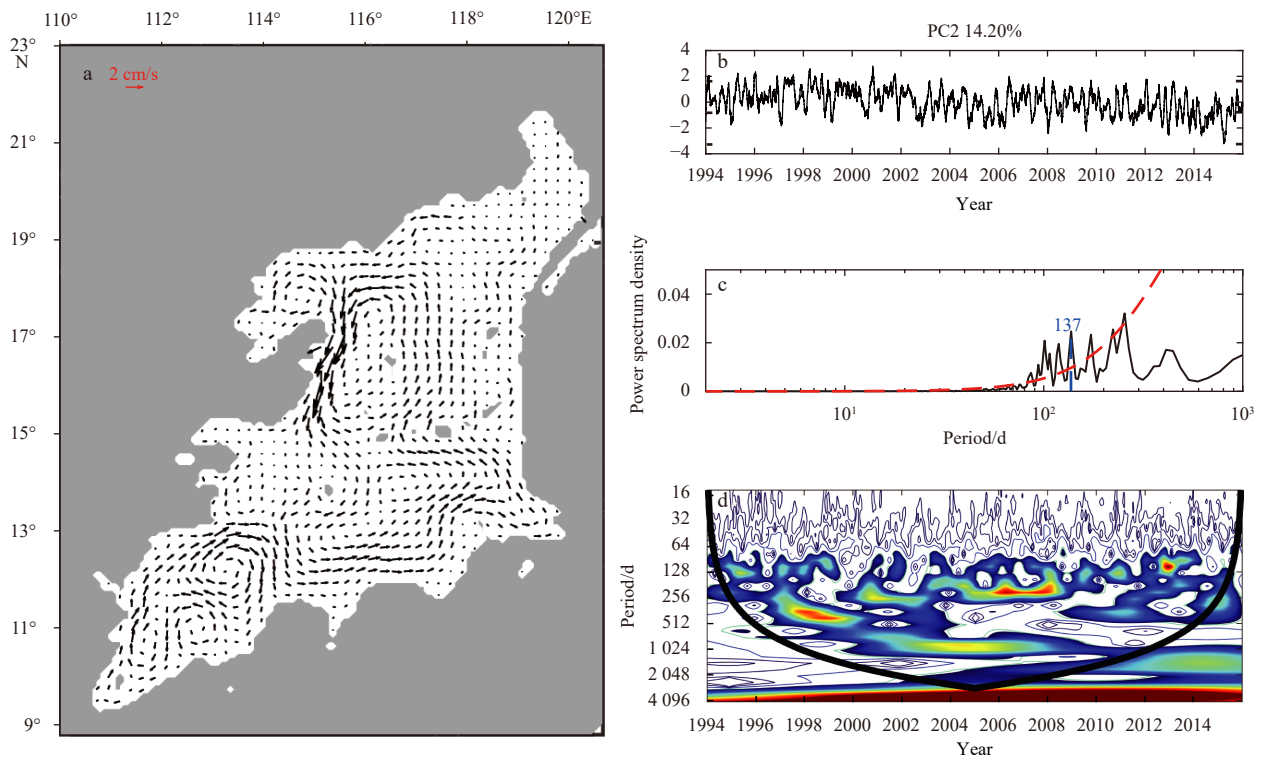 110° 112° 114° 116° 118° 120°E
23°
N
a 2 cm/s
21°
19°
17°
15°
13°
11°
9°
PC2 14.20%
b
4
2
0
−2
−4
1994 1996 1998 2000 2002 2004 2006 2008 2010 2012 2014
Year
Power spectrum density
c
0.04
0.02
0
137
10¹ 10² 10³
Period/d
d
Period/d
16
32
64
128
256
512
1 024
2 048
4 096
1994 1996 1998 2000 2002 2004 2006 2008 2010 2012 2014
Year